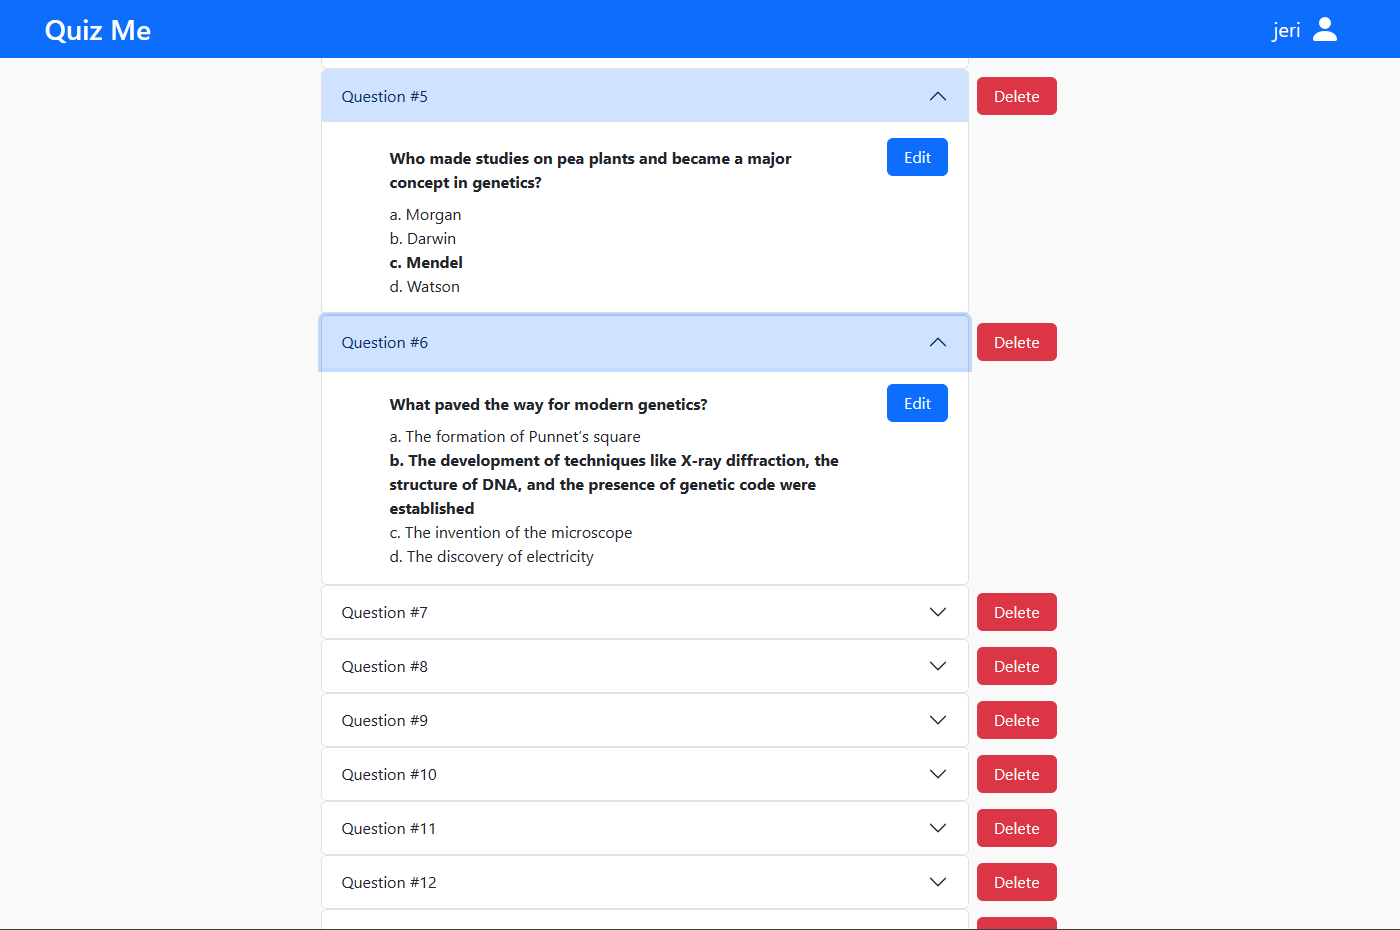 Quiz Me
jeri
Question #5
Delete
Who made studies on pea plants and became a major
concept in genetics?
Edit
a. Morgan
b. Darwin
c. Mendel
d. Watson
Question #6
Delete
What paved the way for modern genetics?
Edit
a. The formation of Punnet’s square
b. The development of techniques like X-ray diffraction, the
structure of DNA, and the presence of genetic code were
established
c. The invention of the microscope
d. The discovery of electricity
Question #7
Delete
Question #8
Delete
Question #9
Delete
Question #10
Delete
Question #11
Delete
Question #12
Delete